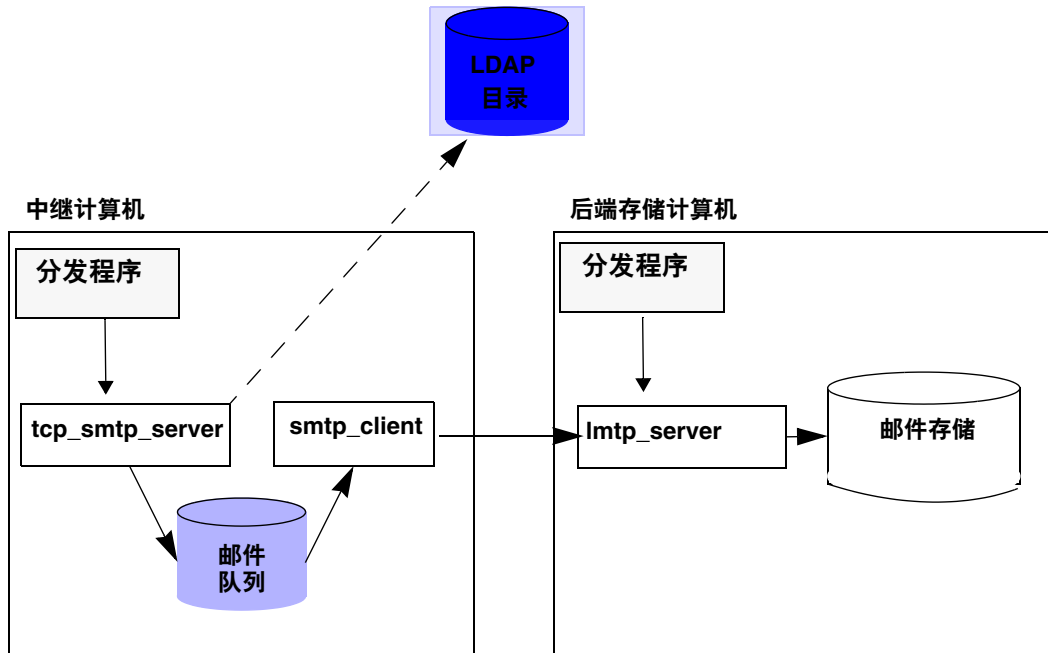 LDAP
目录
中继计算机
后端存储计算机
分发程序
分发程序
tcp_smtp_server
smtp_client
lmtp_server
邮件存储
邮件
队列